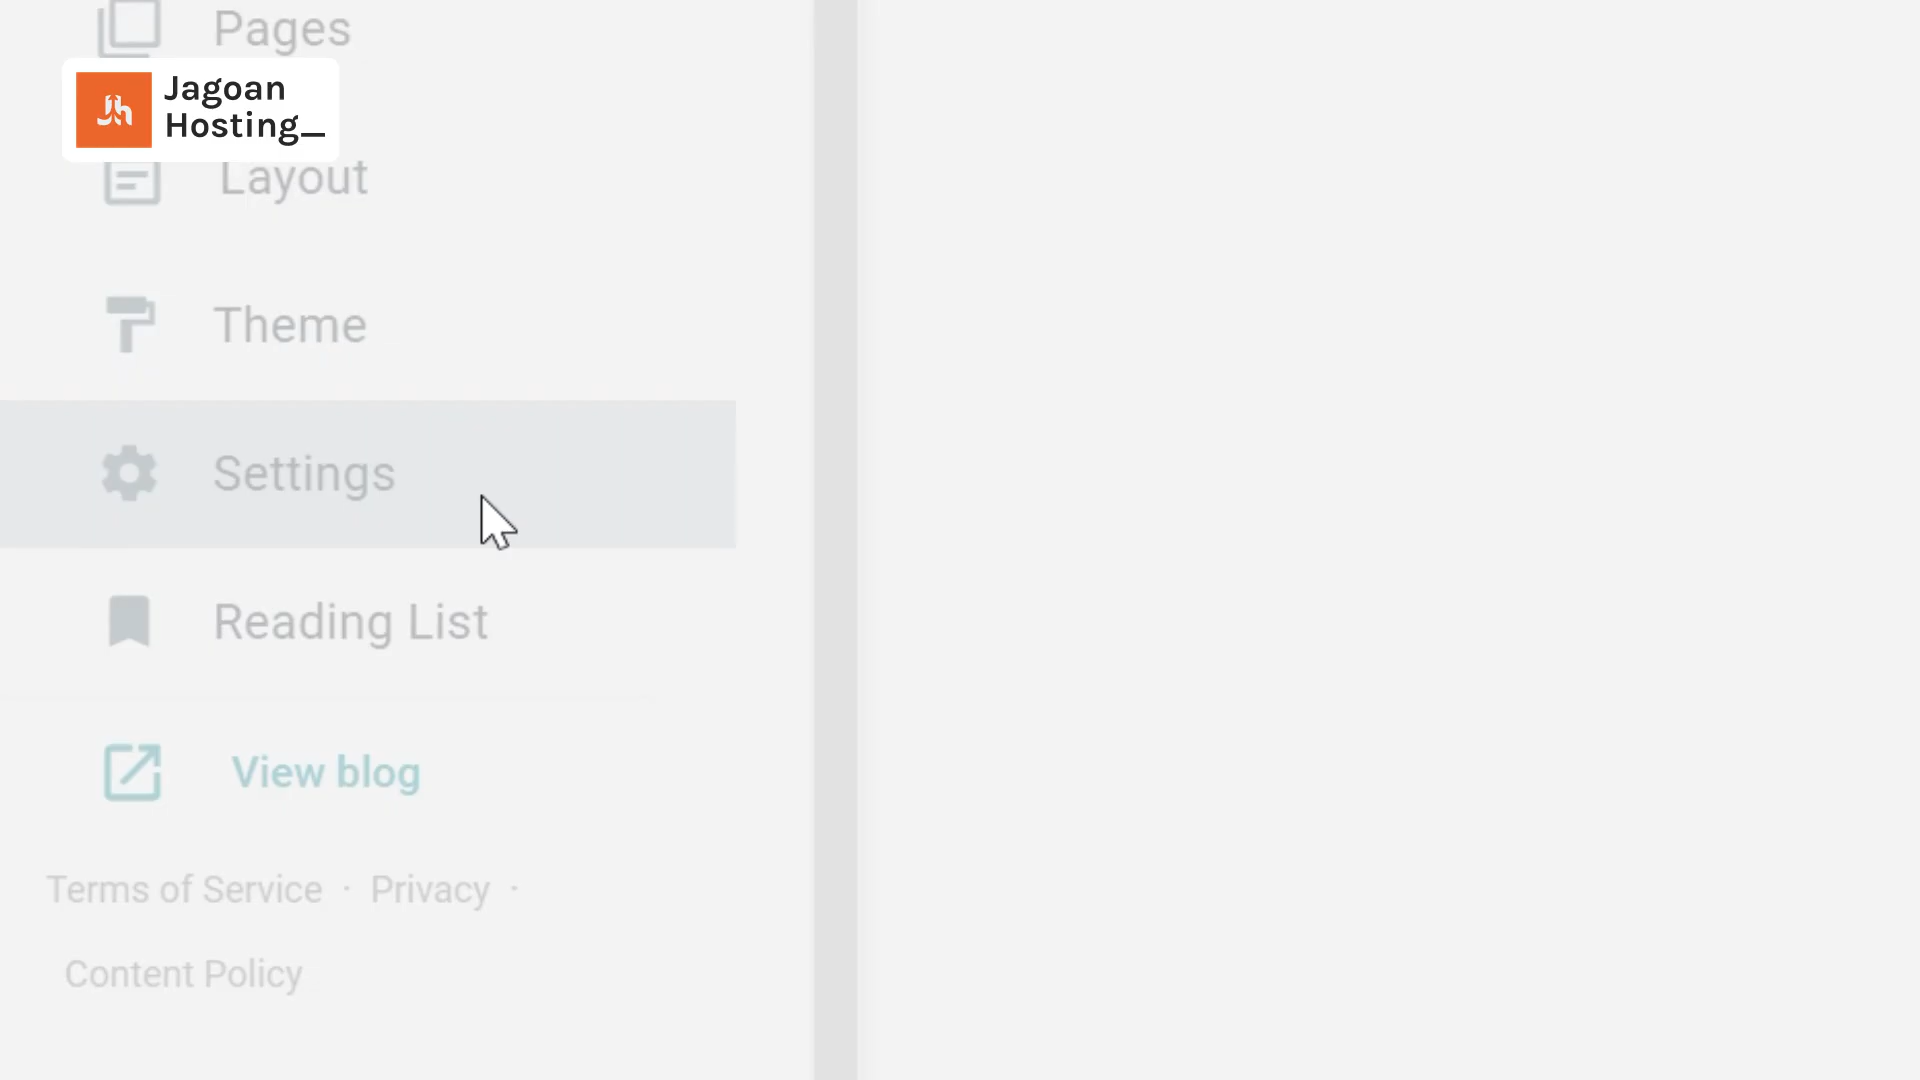 Pages
Jagoan
Hosting_
Layout
Theme
Settings
Reading List
View blog
Terms of Service · Privacy ·
Content Policy